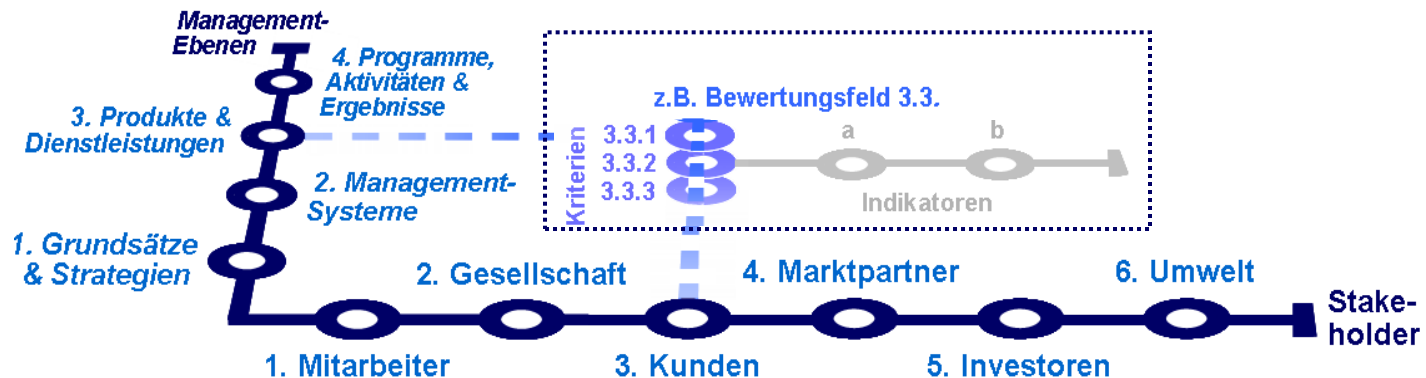 Management-
Ebenen
4. Programme,
Aktivitäten &
Ergebnisse
3. Produkte &
Dienstleistungen
2. Management-
Systeme
1. Grundsätze
& Strategien
z.B. Bewertungsfeld 3.3.
Kriterien
3.3.1
3.3.2
3.3.3
a
b
Indikatoren
2. Gesellschaft
4. Marktpartner
6. Umwelt
1. Mitarbeiter
3. Kunden
5. Investoren
Stake-
holder